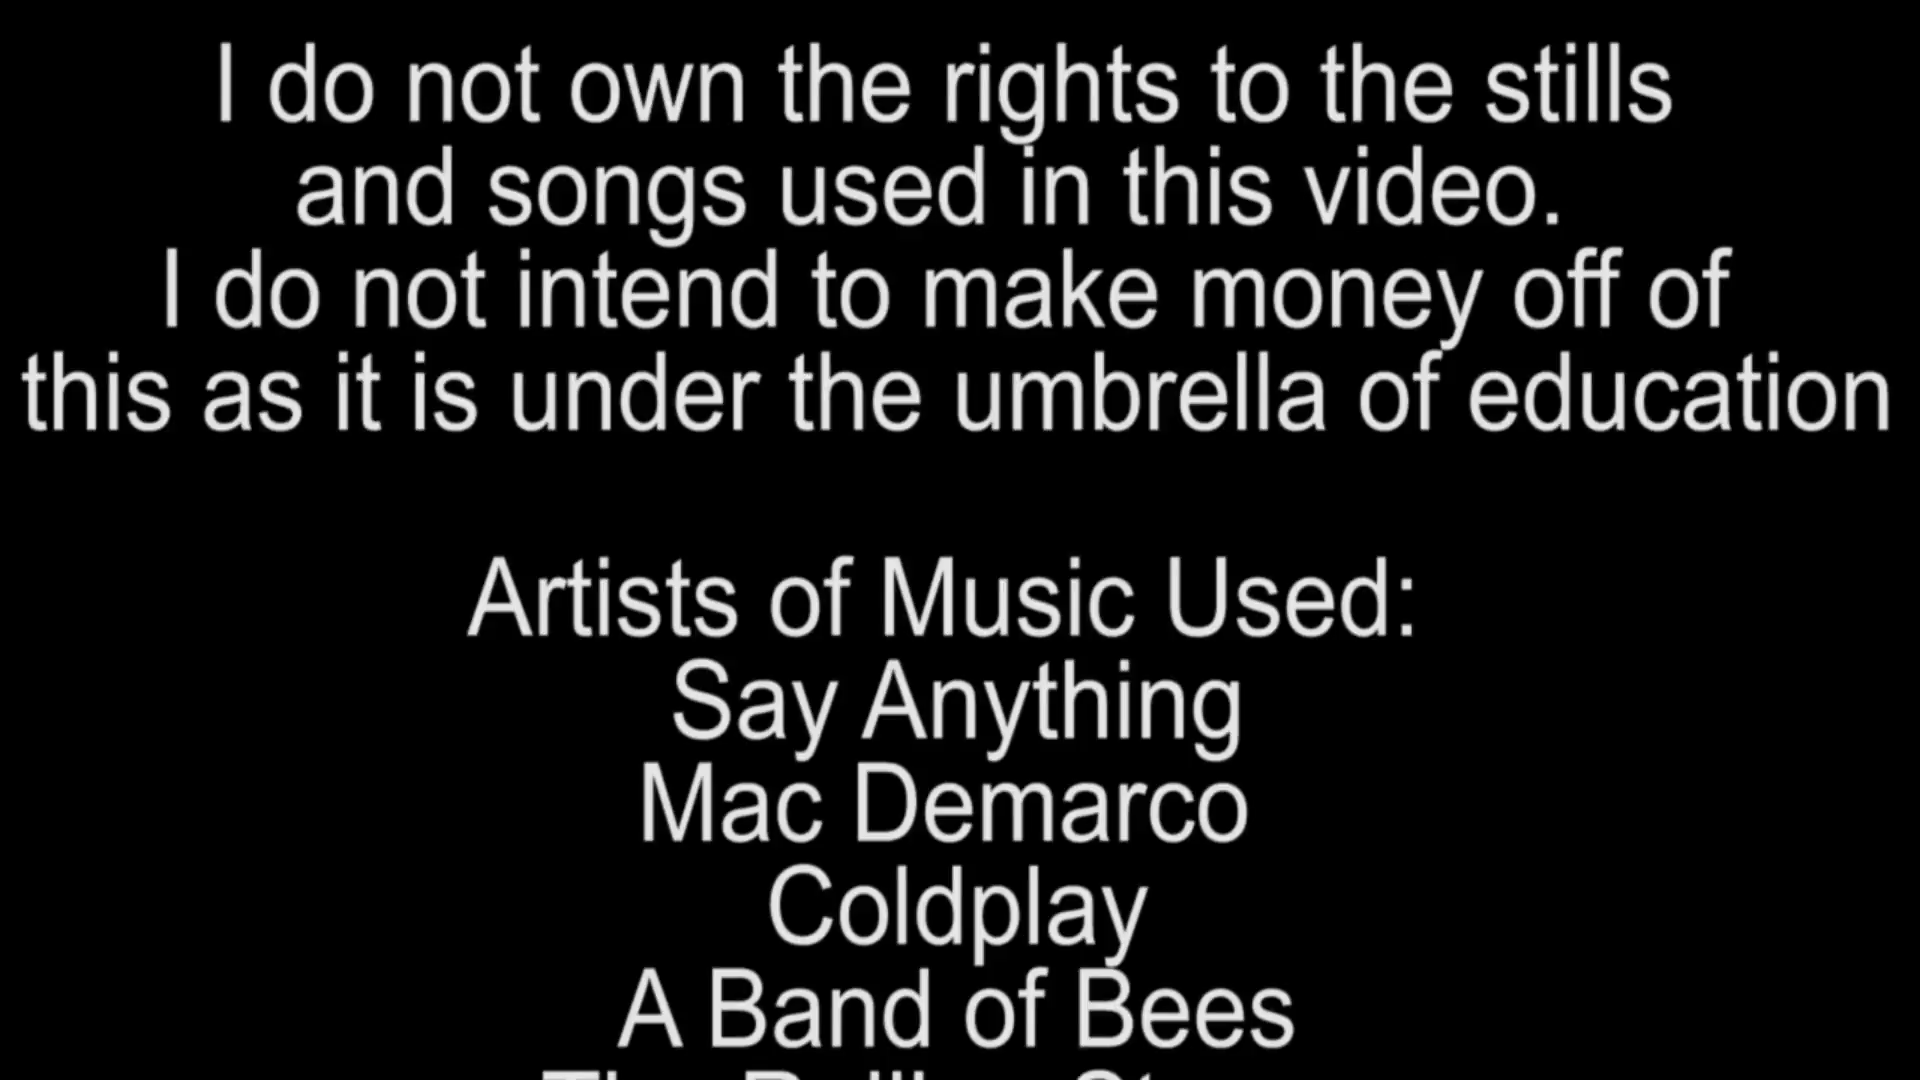 I do not own the rights to the stills
and songs used in this video.
I do not intend to make money off of
this as it is under the umbrella of education
Artists of Music Used:
Say Anything
Mac Demarco
Coldplay
A Band of Bees